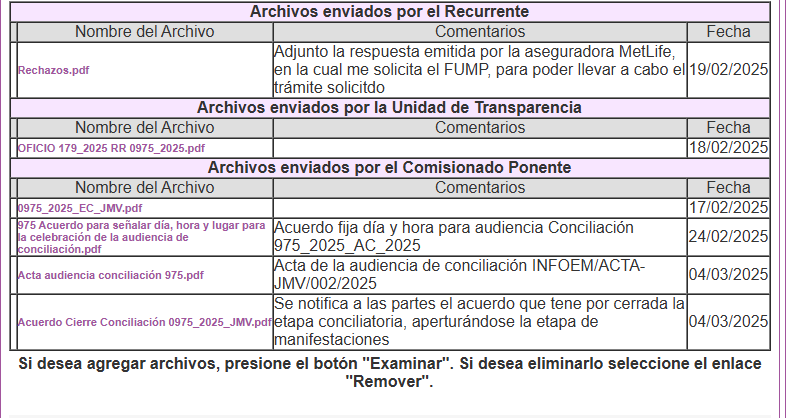 Archivos enviados por el Recurrente
Nombre del Archivo Comentarios Fecha
Rechazos.pdf
Adjunto la respuesta emitida por la aseguradora MetLife,
en la cual me solicita el FUMP, para poder llevar a cabo el
trámite solicitdo
19/02/2025
Archivos enviados por la Unidad de Transparencia
Nombre del Archivo Comentarios Fecha
OFICIO 179_2025 RR 0975_2025.pdf 18/02/2025
Archivos enviados por el Comisionado Ponente
Nombre del Archivo Comentarios Fecha
0975_2025_EC_JMV.pdf 17/02/2025
975 Acuerdo para señalar día, hora y lugar para
la celebración de la audiencia de
conciliación.pdf
Acuerdo fija día y hora para audiencia Conciliación
975_2025_AC_2025
24/02/2025
Acta audiencia conciliación 975.pdf
Acta de la audiencia de conciliación INFOEM/ACTA-
JMV/002/2025
04/03/2025
Acuerdo Cierre Conciliación 0975_2025_JMV.pdf
Se notifica a las partes el acuerdo que tene por cerrada la
etapa conciliatoria, aperturándose la etapa de
manifestaciones
04/03/2025
Si desea agregar archivos, presione el botón "Examinar". Si desea eliminarlo seleccione el enlace
"Remover".